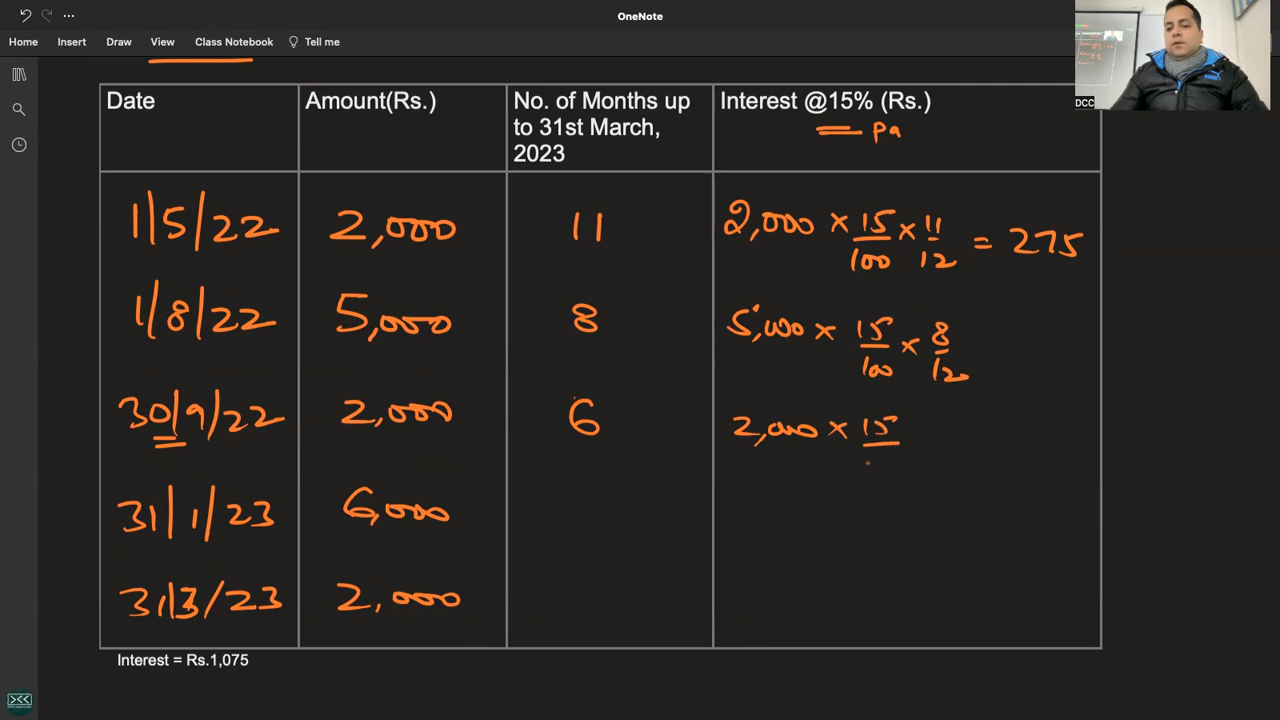 OneNote
Home Insert Draw View Class Notebook Tell me
Date Amount(Rs.) No. of Months up to 31st March, 2023 Interest @15% (Rs.)
pa
1/5/22 2,000 11 2,000 × 15/100 × 11/12 = 275
1/8/22 5,000 8 5,000 × 15/100 × 8/12
30/9/22 2,000 6 2,000 × 15
31/1/23 6,000
31/3/23 2,000
Interest = Rs.1,075
DCC